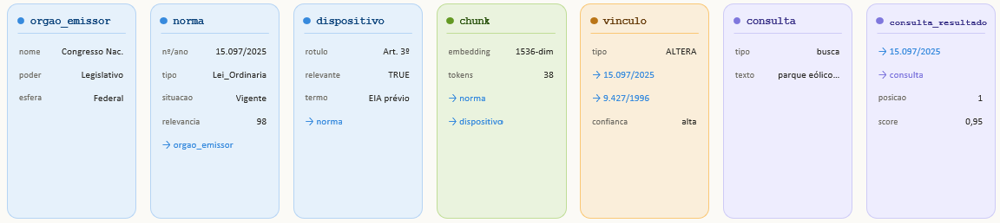 orgao_emissor
nome Congresso Nac.
poder Legislativo
esfera Federal
norma
nº/ano 15.097/2025
tipo Lei_Ordinaria
situacao Vigente
relevancia 98
→ orgao_emissor
dispositivo
rotulo Art. 3º
relevante TRUE
termo EIA prévio
→ norma
chunk
embedding 1536-dim
tokens 38
→ norma
→ dispositivo
vinculo
tipo ALTERA
→ 15.097/2025
→ 9.427/1996
confianca alta
consulta
tipo busca
texto parque eólico...
consulta_resultado
→ 15.097/2025
→ consulta
posicao 1
score 0,95